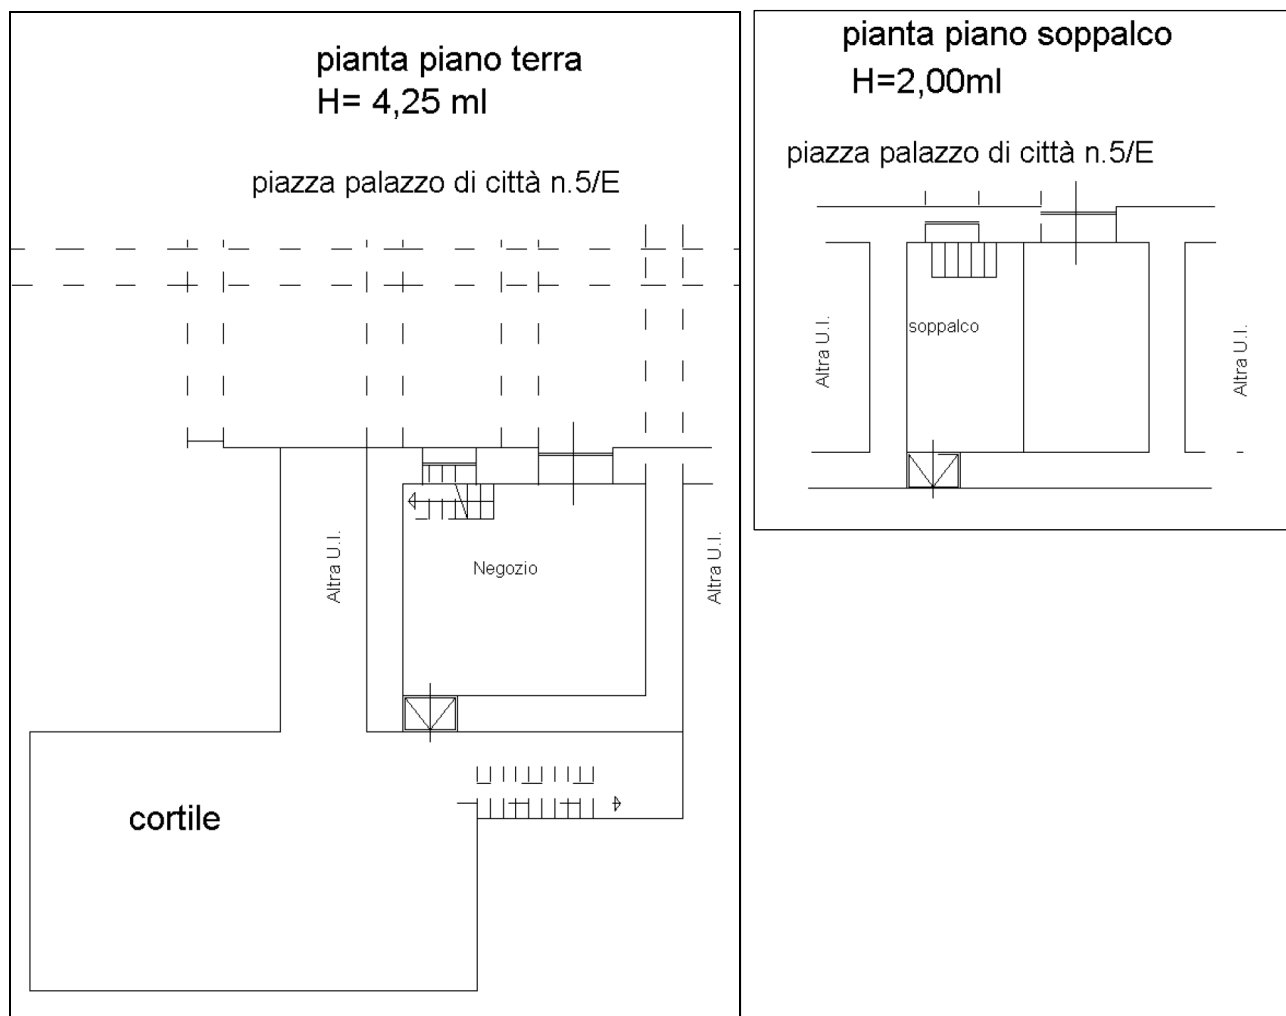 pianta piano terra
H= 4,25 ml
piazza palazzo di città n.5/E
Altra U.I.
Negozio
Altra U.I.
cortile
pianta piano soppalco
H=2,00ml
piazza palazzo di città n.5/E
Altra U.I.
soppalco
Altra U.I.